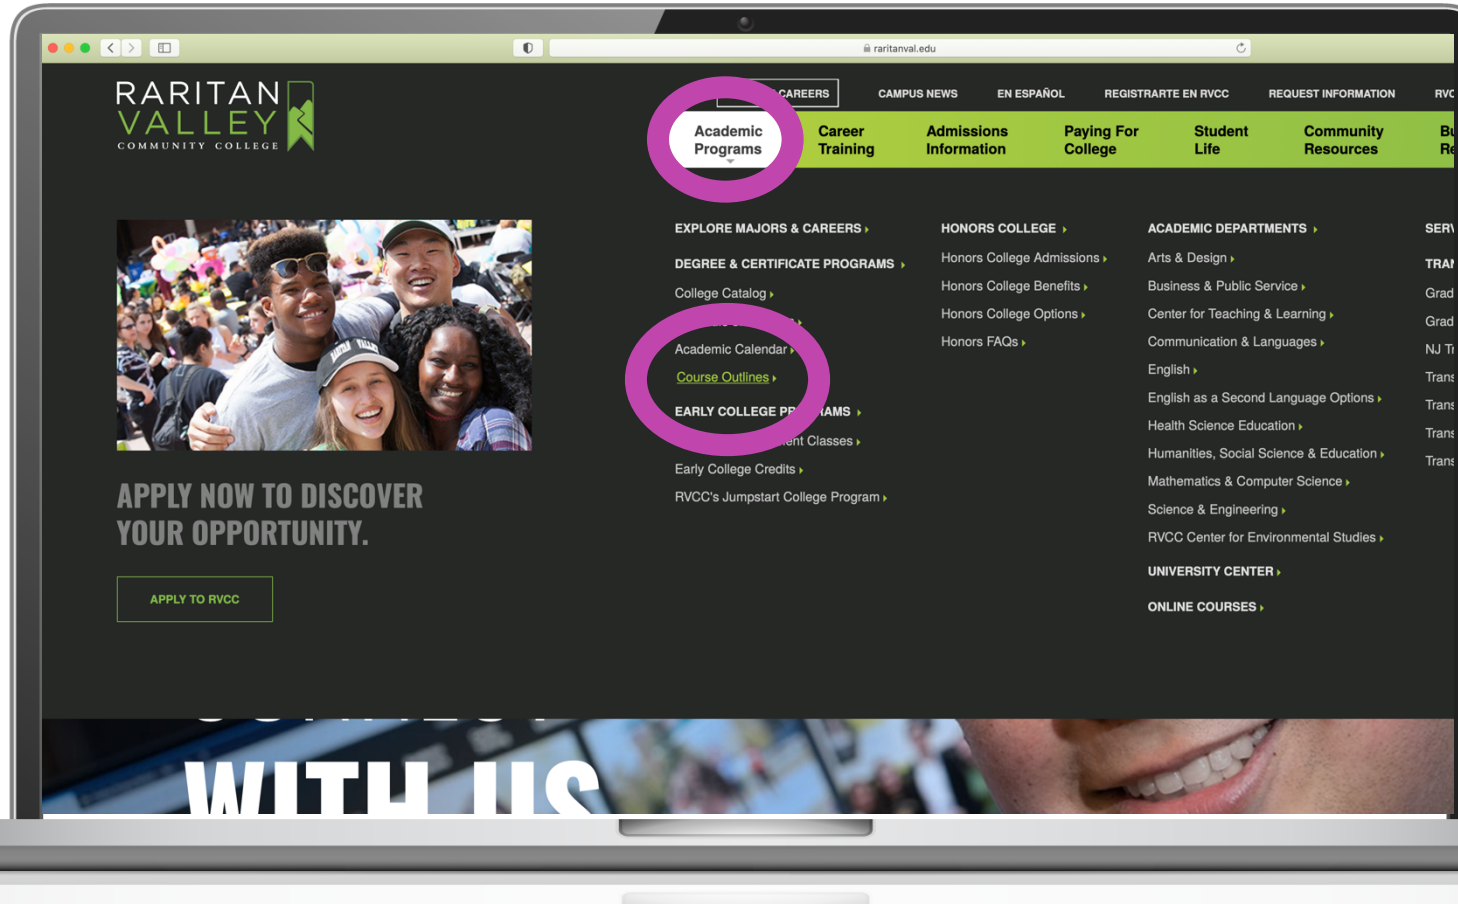 raritanval.edu
RARITAN
VALLEY
COMMUNITY COLLEGE
CAREERS
CAMPUS NEWS
EN ESPAÑOL
REGISTRARTE EN RVCC
REQUEST INFORMATION
Academic
Programs
Career
Training
Admissions
Information
Paying For
College
Student
Life
Community
Resources
APPLY NOW TO DISCOVER
YOUR OPPORTUNITY.
APPLY TO RVCC
EXPLORE MAJORS & CAREERS
DEGREE & CERTIFICATE PROGRAMS
College Catalog
Academic Calendar
Course Outlines
EARLY COLLEGE
Classes
Early College Credits
RVCC's Jumpstart College Program
HONORS COLLEGE
Honors College Admissions
Honors College Benefits
Honors College Options
Honors FAQs
ACADEMIC DEPARTMENTS
Arts & Design
Business & Public Service
Center for Teaching & Learning
Communication & Languages
English
English as a Second Language Options
Health Science Education
Humanities, Social Science & Education
Mathematics & Computer Science
Science & Engineering
RVCC Center for Environmental Studies
UNIVERSITY CENTER
ONLINE COURSES
WITH US